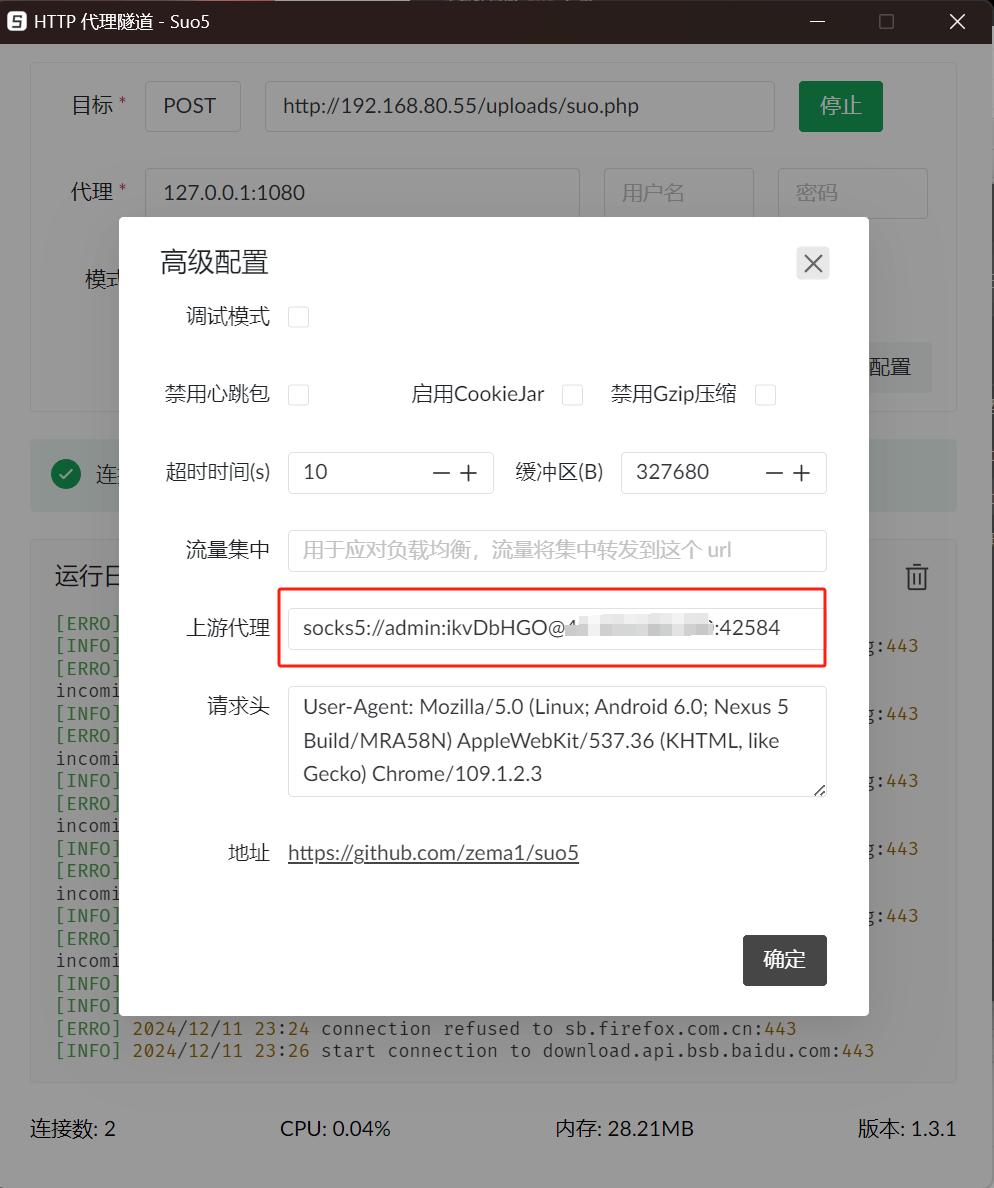 HTTP 代理隧道 - Suo5
目标 * POST http://192.168.80.55/uploads/suo.php 停止
代理 * 127.0.0.1:1080 用户名 密码
高级配置
模式
调试模式
配置
禁用心跳包 启用CookieJar 禁用Gzip压缩
超时时间(s) 10 缓冲区(B) 327680
连接
流量集中 用于应对负载均衡，流量将集中转发到这个 url
运行日
[ERRO]
上游代理 socks5://admin:ikvDbHGO@ :42584
[INFO] :443
[ERRO]
incomi
请求头 User-Agent: Mozilla/5.0 (Linux; Android 6.0; Nexus 5
Build/MRA58N) AppleWebKit/537.36 (KHTML, like
Gecko) Chrome/109.1.2.3
[INFO] :443
[ERRO]
incomi
[INFO] :443
[ERRO]
incomi
[INFO] :443
地址 https://github.com/zema1/suo5
[ERRO]
incomi
[INFO] :443
[ERRO]
incomi
确定
[INFO]
[INFO]
[ERRO] 2024/12/11 23:24 connection refused to sb.firefox.com.cn:443
[INFO] 2024/12/11 23:26 start connection to download.api.bsb.baidu.com:443
连接数: 2 CPU: 0.04% 内存: 28.21MB 版本: 1.3.1